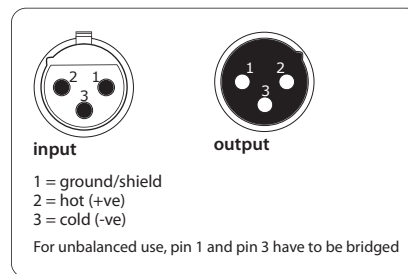 2 1
3
1 2
3
input
output
1 = ground/shield
2 = hot (+ve)
3 = cold (-ve)
For unbalanced use, pin 1 and pin 3 have to be bridged